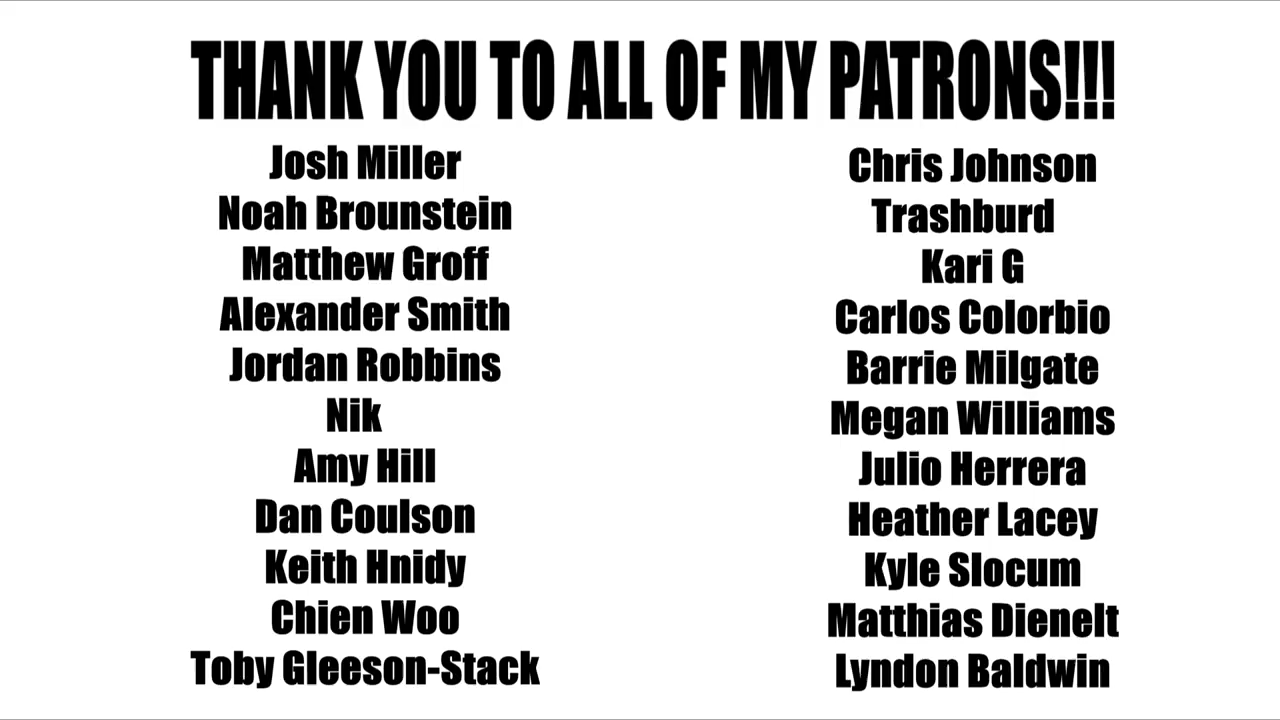 THANK YOU TO ALL OF MY PATRONS!!!
Josh Miller
Noah Brounstein
Matthew Groff
Alexander Smith
Jordan Robbins
Nik
Amy Hill
Dan Coulson
Keith Hnidy
Chien Woo
Toby Gleeson-Stack
Chris Johnson
Trashburd
Kari G
Carlos Colorbio
Barrie Milgate
Megan Williams
Julio Herrera
Heather Lacey
Kyle Slocum
Matthias Dienelt
Lyndon Baldwin